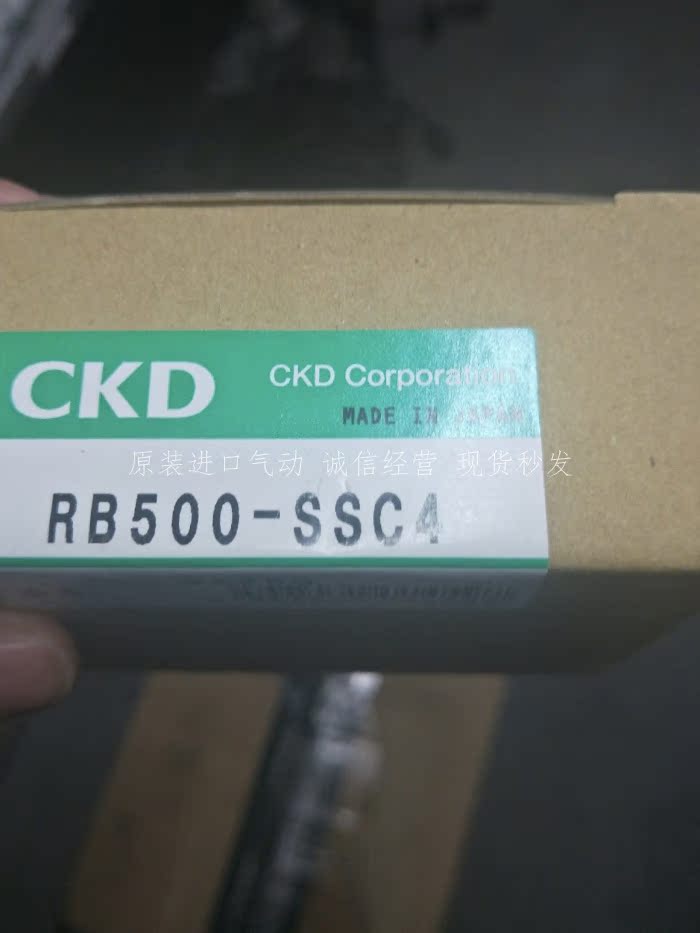 CKD
CKD Corporation
MADE IN JAPAN
原装进口气动 诚信经营 现货秒发
RB500-SSC4